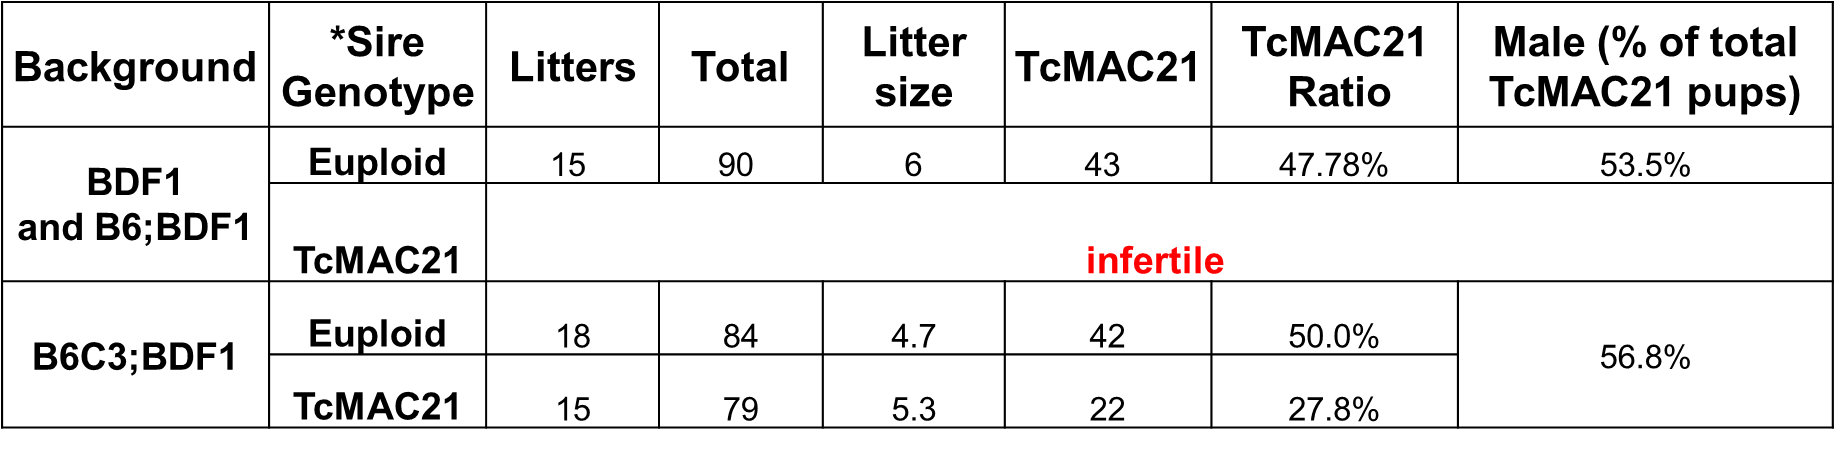 Background *Sire Genotype Litters Total Litter size TcMAC21 TcMAC21 Ratio Male (% of total TcMAC21 pups)
BDF1 and B6;BDF1 Euploid 15 90 6 43 47.78% 53.5%
TcMAC21 infertile
B6C3;BDF1 Euploid 18 84 4.7 42 50.0% 56.8%
TcMAC21 15 79 5.3 22 27.8%